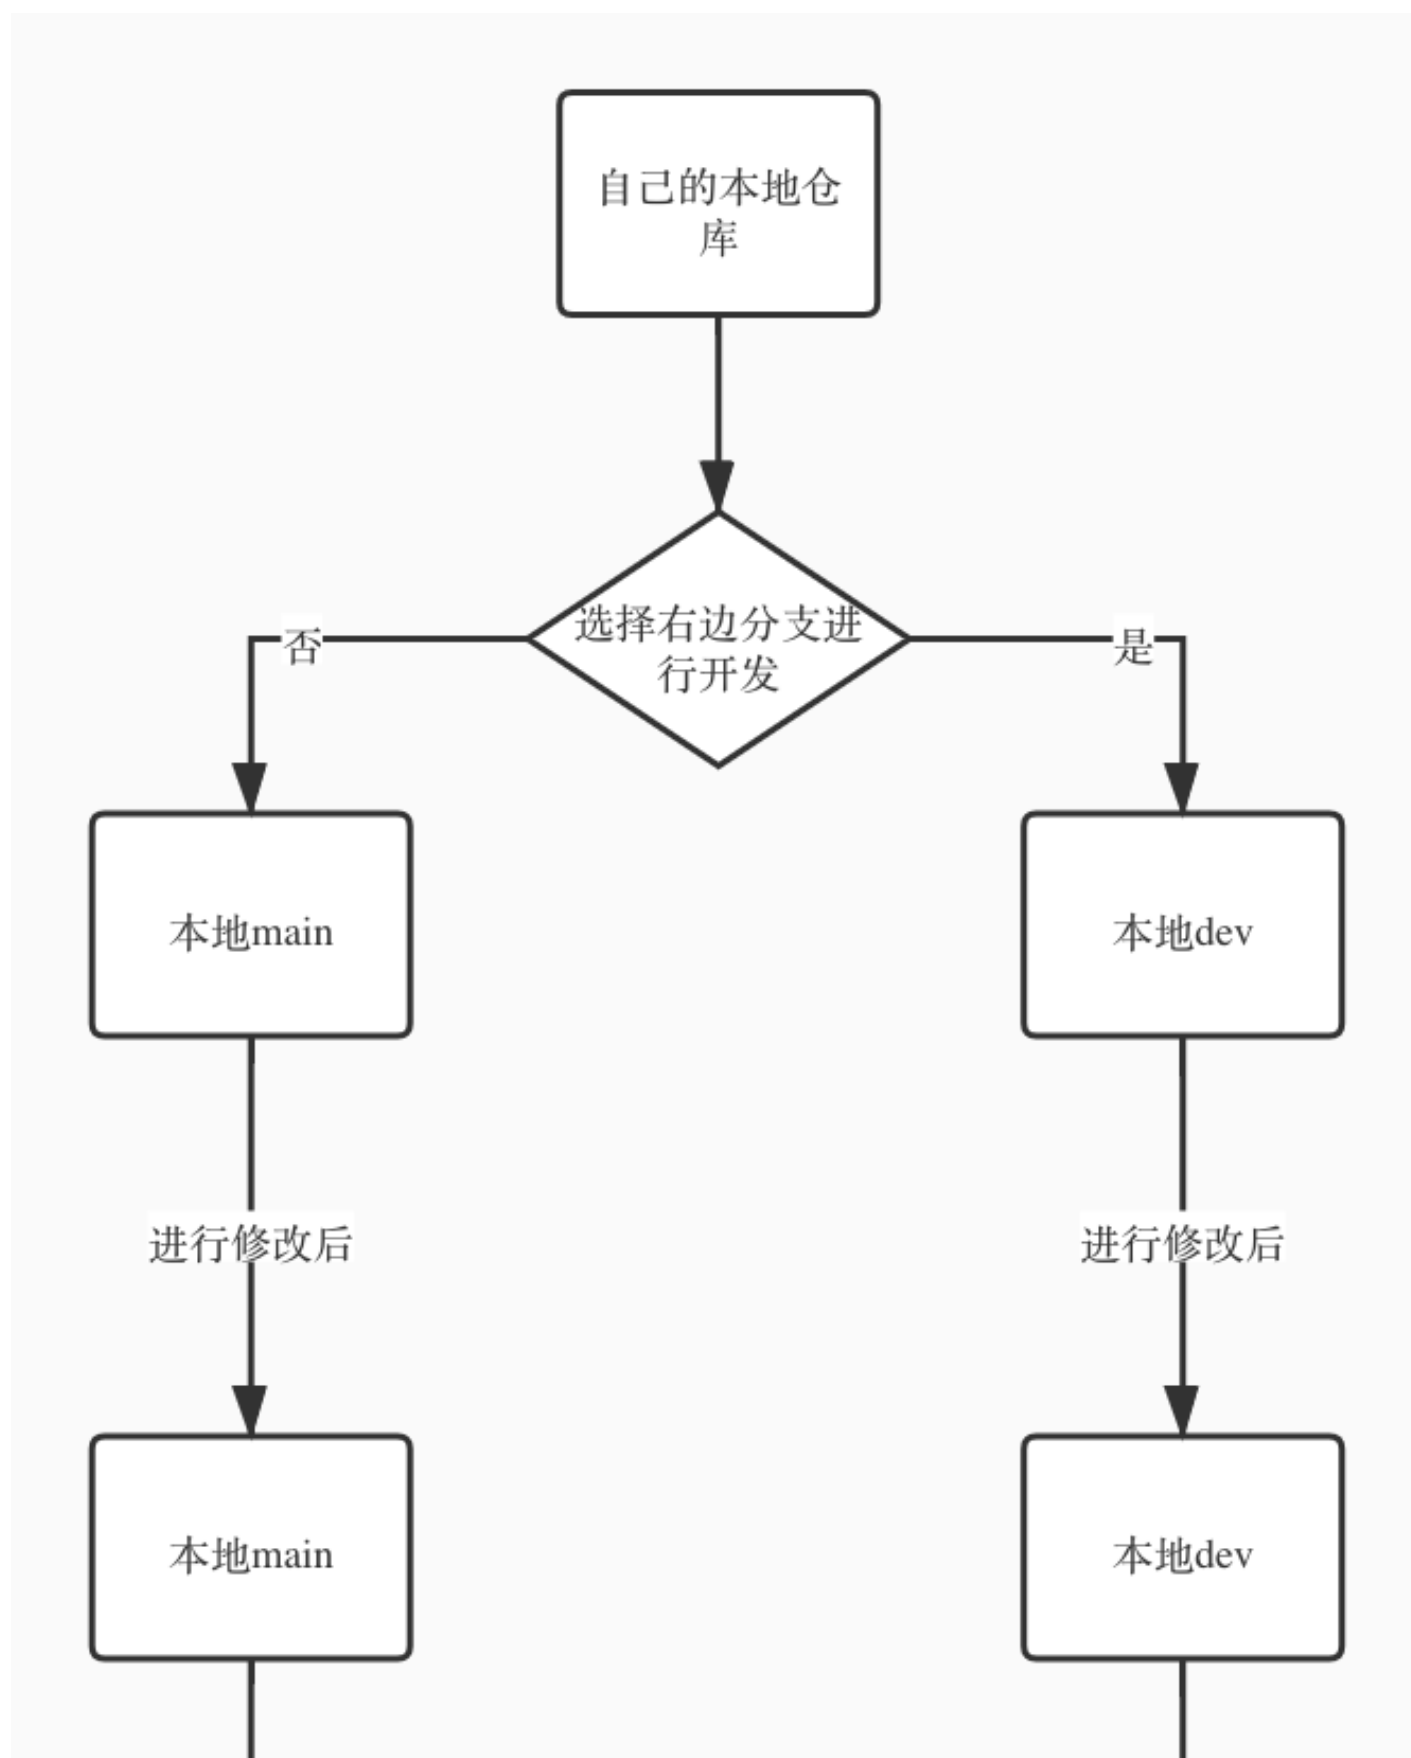 自己的本地仓
库
选择右边分支进
行开发
否
是
本地main
本地dev
进行修改后
进行修改后
本地main
本地dev